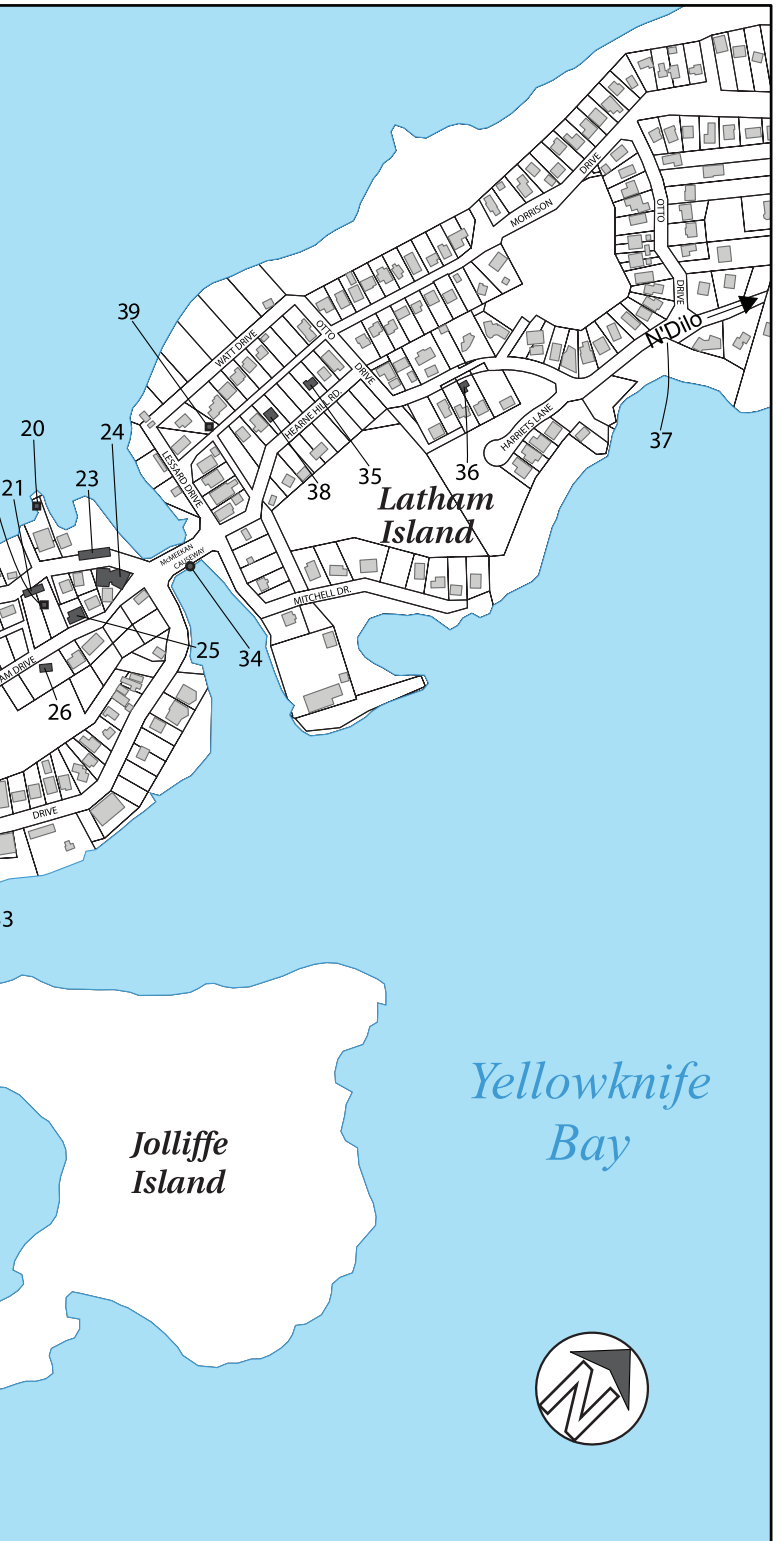 MORRISON
DRIVE
OTTO
DRIVE
N'Dilo
39
WATT DRIVE
OTTO
DRIVE
HEARNE HILL RD.
HARRIETS LANE
37
20
24
LESSARD DRIVE
21
23
38
35
36
Latham
Island
McMEEKAN
CAUSEWAY
MITCHELL DR.
25
34
AM DRIVE
26
DRIVE
3
Yellowknife
Bay
Jolliffe
Island
N